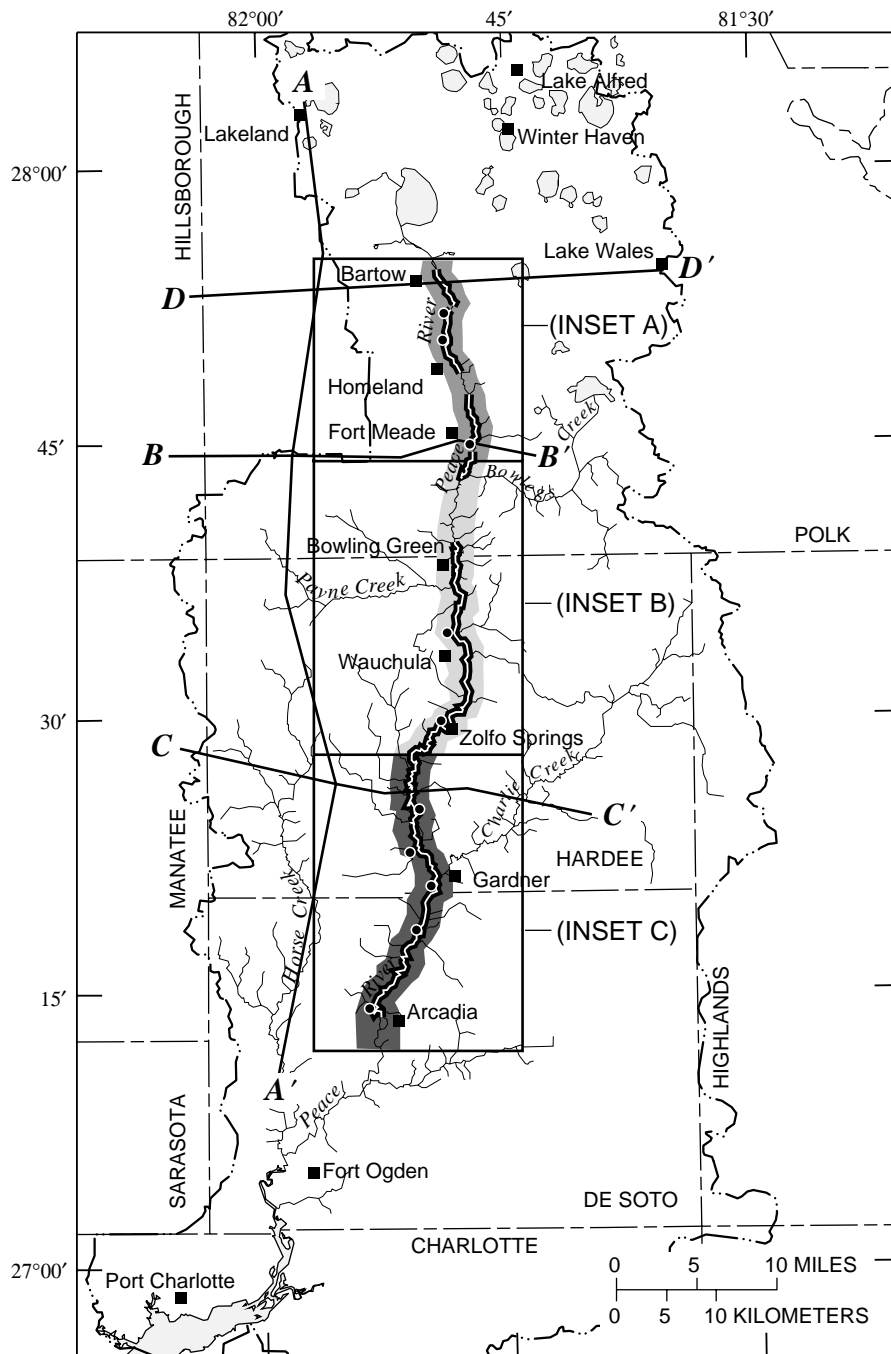 82°00′ 45′ 81°30′
A
Lake Alfred
Lakeland
Winter Haven
HILLSBOROUGH
28°00′
Lake Wales
D D′
Bartow
River
(INSET A)
Homeland
Fort Meade
Creek
45′
B B′
Peace
Bowlegs
POLK
Bowling Green
Payne Creek
(INSET B)
Wauchula
30′
Zolfo Springs
C C′
Charlie Creek
MANATEE
HARDEE
Gardner
Horse Creek
(INSET C)
River
15′
Arcadia
HIGHLANDS
A′
Peace
SARASOTA
Fort Ogden
DE SOTO
CHARLOTTE
27°00′
Port Charlotte
0 5 10 MILES
0 5 10 KILOMETERS